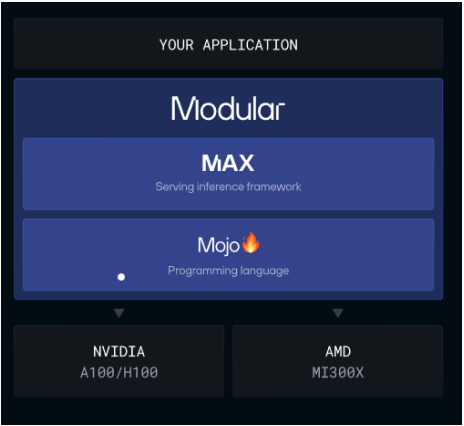 YOUR APPLICATION
Modular
MAX
Serving inference framework
Mojo🔥
Programming language
NVIDIA
A100/H100
AMD
MI300X